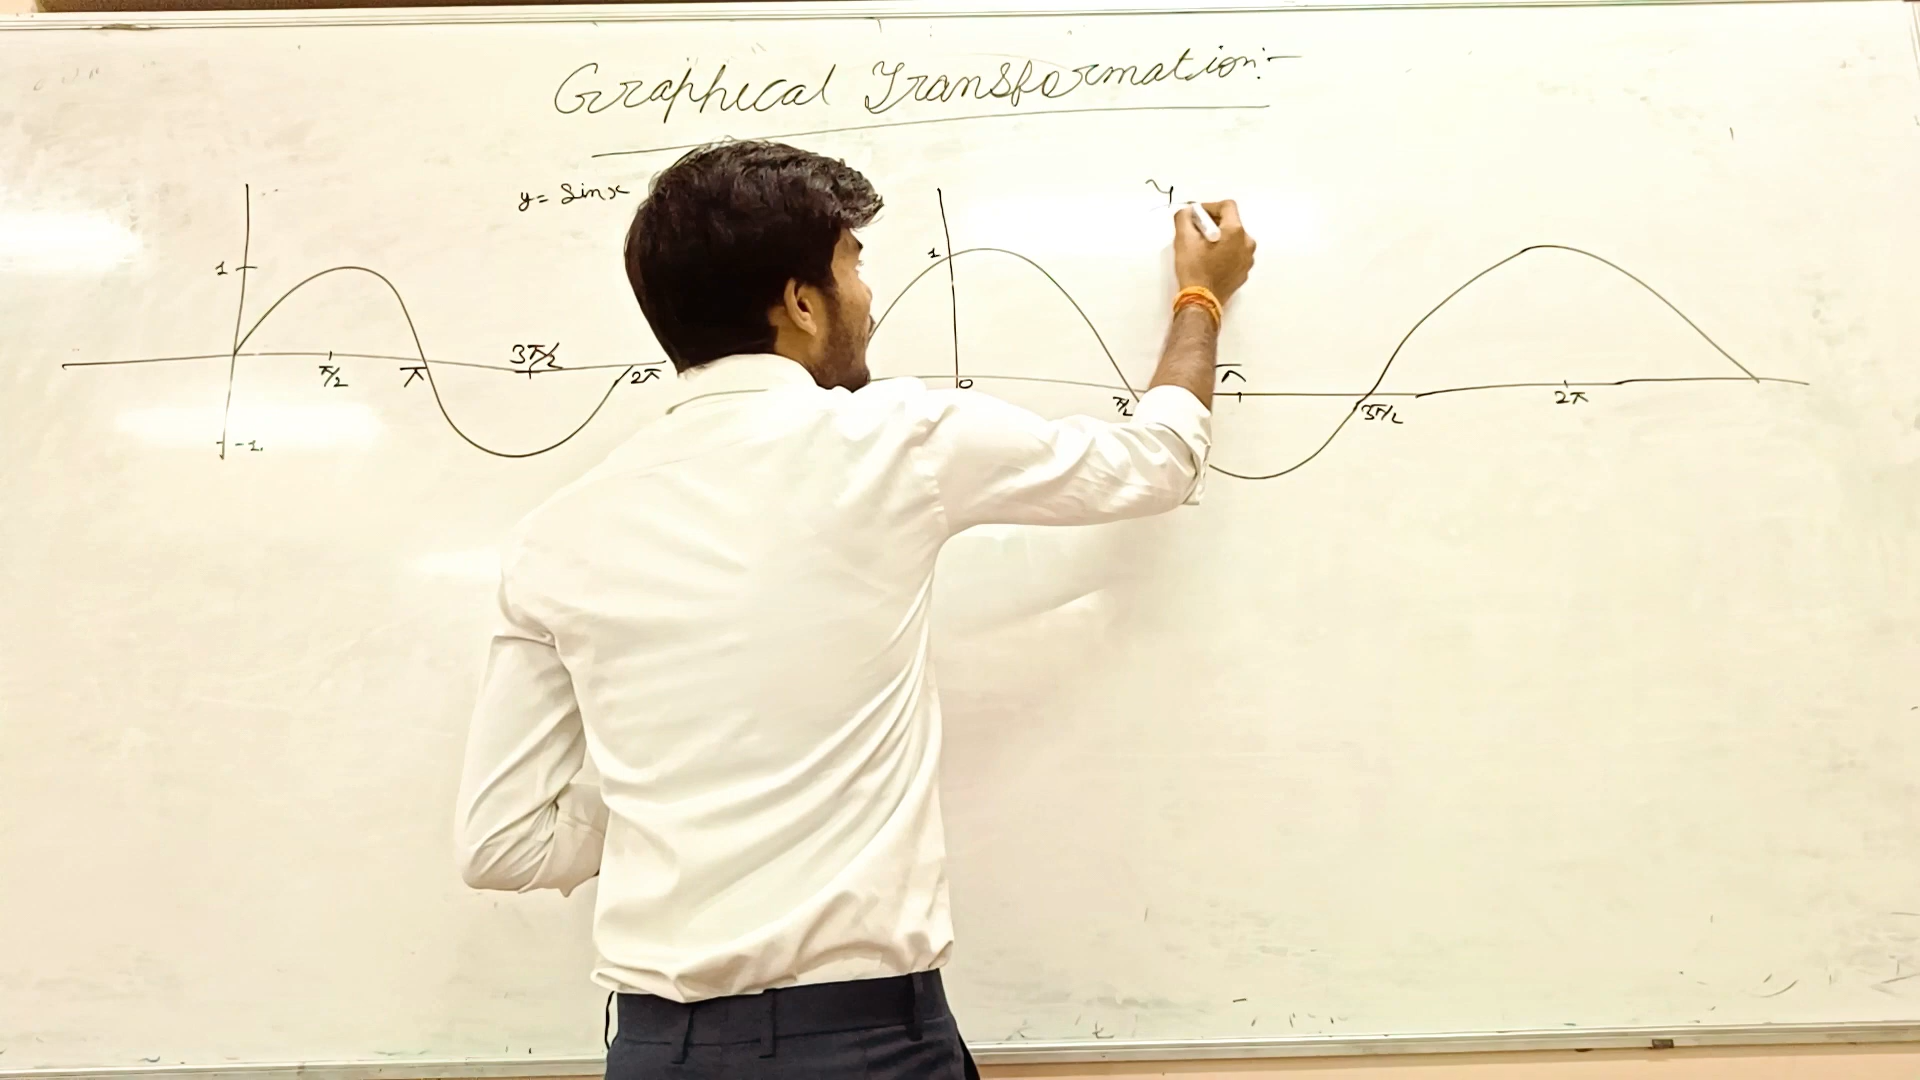 Graphical Transformation:-
y = Sinx
y
1
1
3π/2
π/2
π
2π
0
π/2
π
3π/2
2π
-1